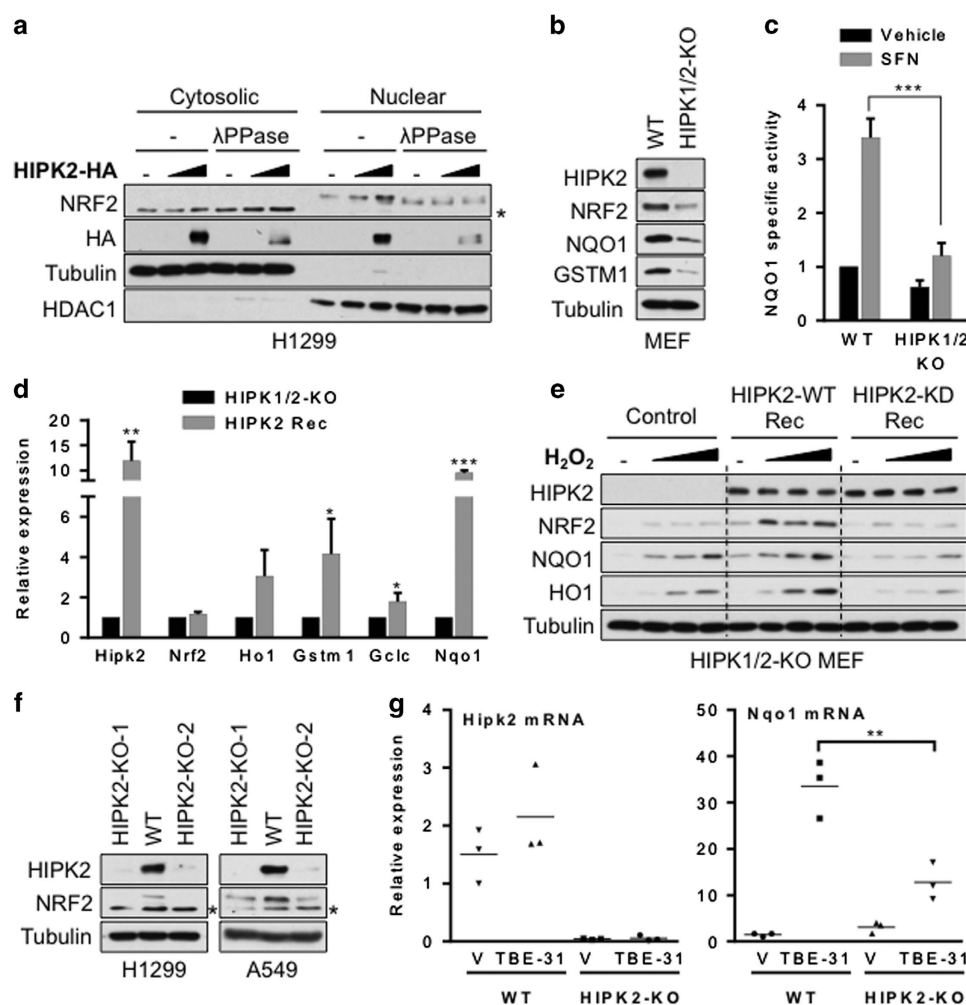 a
Cytosolic Nuclear
- λPPase - λPPase
HIPK2-HA - - - -
NRF2 *
HA
Tubulin
HDAC1
H1299
b
WT HIPK1/2-KO
HIPK2
NRF2
NQO1
GSTM1
Tubulin
MEF
c
Vehicle
SFN
***
NQO1 specific activity
4
3
2
1
0
WT HIPK1/2
KO
d
HIPK1/2-KO
HIPK2 Rec
Relative expression
20
15
10
6
4
2
0
** * * ***
Hipk2 Nrf2 Ho1 Gstm1 Gclc Nqo1
e
Control HIPK2-WT Rec HIPK2-KD Rec
H2O2 - - -
HIPK2
NRF2
NQO1
HO1
Tubulin
HIPK1/2-KO MEF
f
HIPK2-KO-1 WT HIPK2-KO-2 HIPK2-KO-1 WT HIPK2-KO-2
HIPK2
NRF2 * *
Tubulin
H1299 A549
g
Hipk2 mRNA
Relative expression
4
3
2
1
0
V TBE-31 V TBE-31
WT HIPK2-KO
Nqo1 mRNA
**
50
40
30
20
10
0
V TBE-31 V TBE-31
WT HIPK2-KO